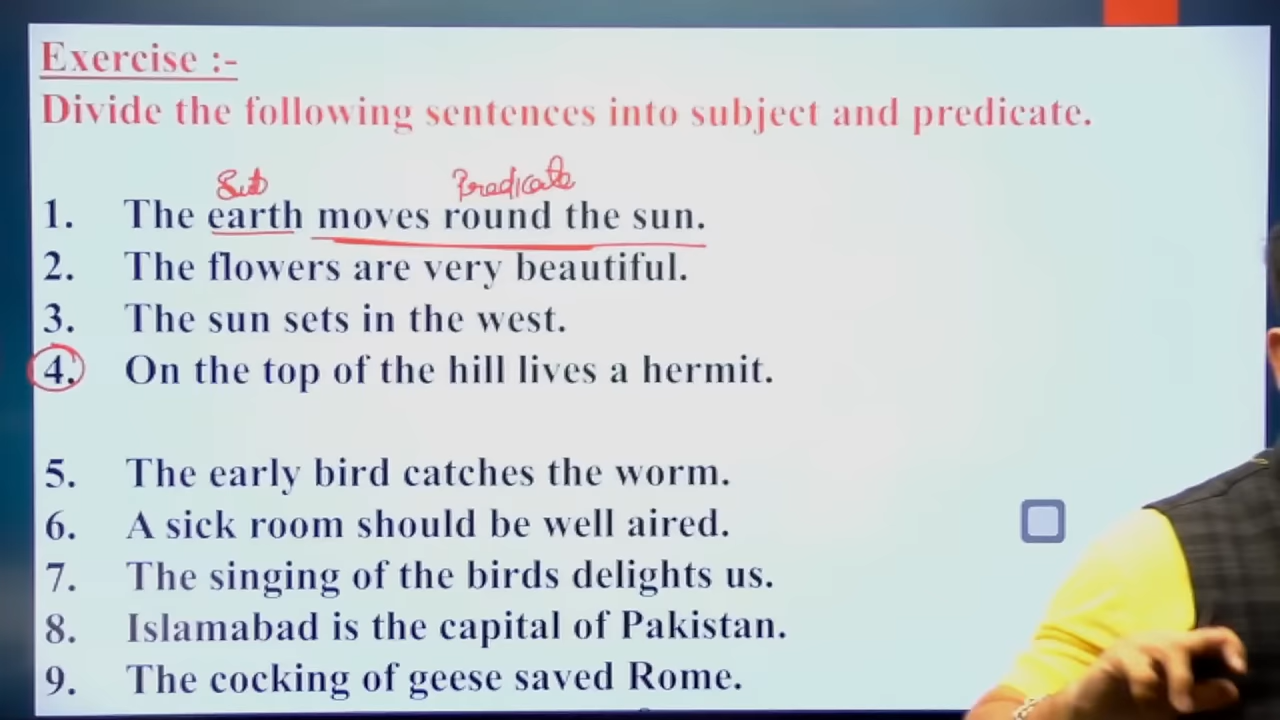 Exercise :-
Divide the following sentences into subject and predicate.
Sub Predicate
1. The earth moves round the sun.
2. The flowers are very beautiful.
3. The sun sets in the west.
4. On the top of the hill lives a hermit.
5. The early bird catches the worm.
6. A sick room should be well aired.
7. The singing of the birds delights us.
8. Islamabad is the capital of Pakistan.
9. The cocking of geese saved Rome.